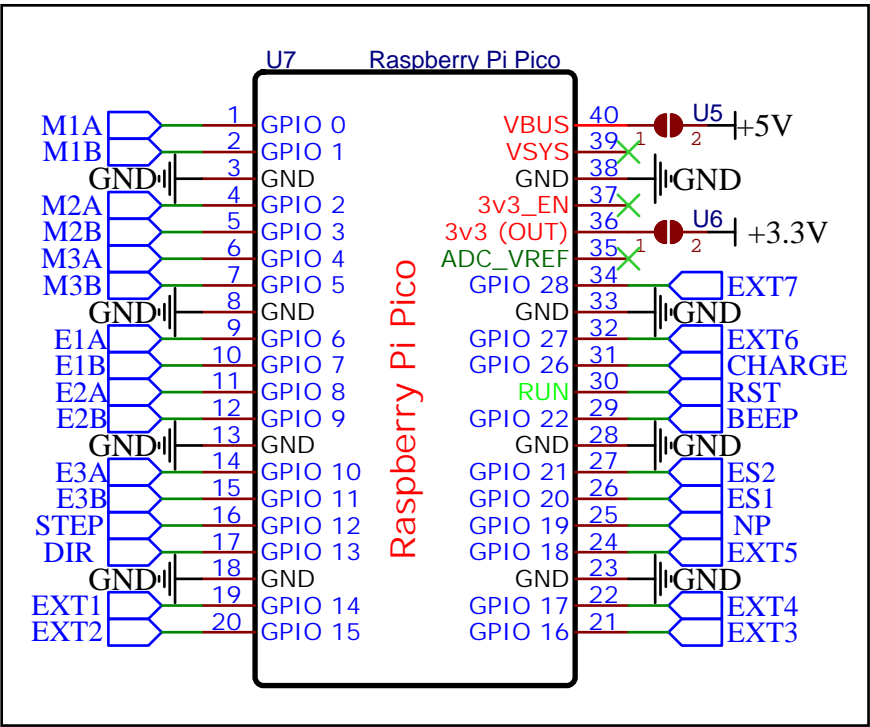 U7 Raspberry Pi Pico
M1A 1 GPIO 0 VBUS 40 1 U5 2 +5V
M1B 2 GPIO 1 VSYS 39
GND 3 GND GND 38 GND
M2A 4 GPIO 2 3v3_EN 37
M2B 5 GPIO 3 3v3 (OUT) 36 1 U6 2 +3.3V
M3A 6 GPIO 4 ADC_VREF 35
M3B 7 GPIO 5 GPIO 28 34 EXT7
GND 8 GND GND 33 GND
E1A 9 GPIO 6 GPIO 27 32 EXT6
E1B 10 GPIO 7 GPIO 26 31 CHARGE
E2A 11 GPIO 8 RUN 30 RST
E2B 12 GPIO 9 GPIO 22 29 BEEP
GND 13 GND GND 28 GND
E3A 14 GPIO 10 GPIO 21 27 ES2
E3B 15 GPIO 11 GPIO 20 26 ES1
STEP 16 GPIO 12 GPIO 19 25 NP
DIR 17 GPIO 13 GPIO 18 24 EXT5
GND 18 GND GND 23 GND
EXT1 19 GPIO 14 GPIO 17 22 EXT4
EXT2 20 GPIO 15 GPIO 16 21 EXT3
Raspberry Pi Pico